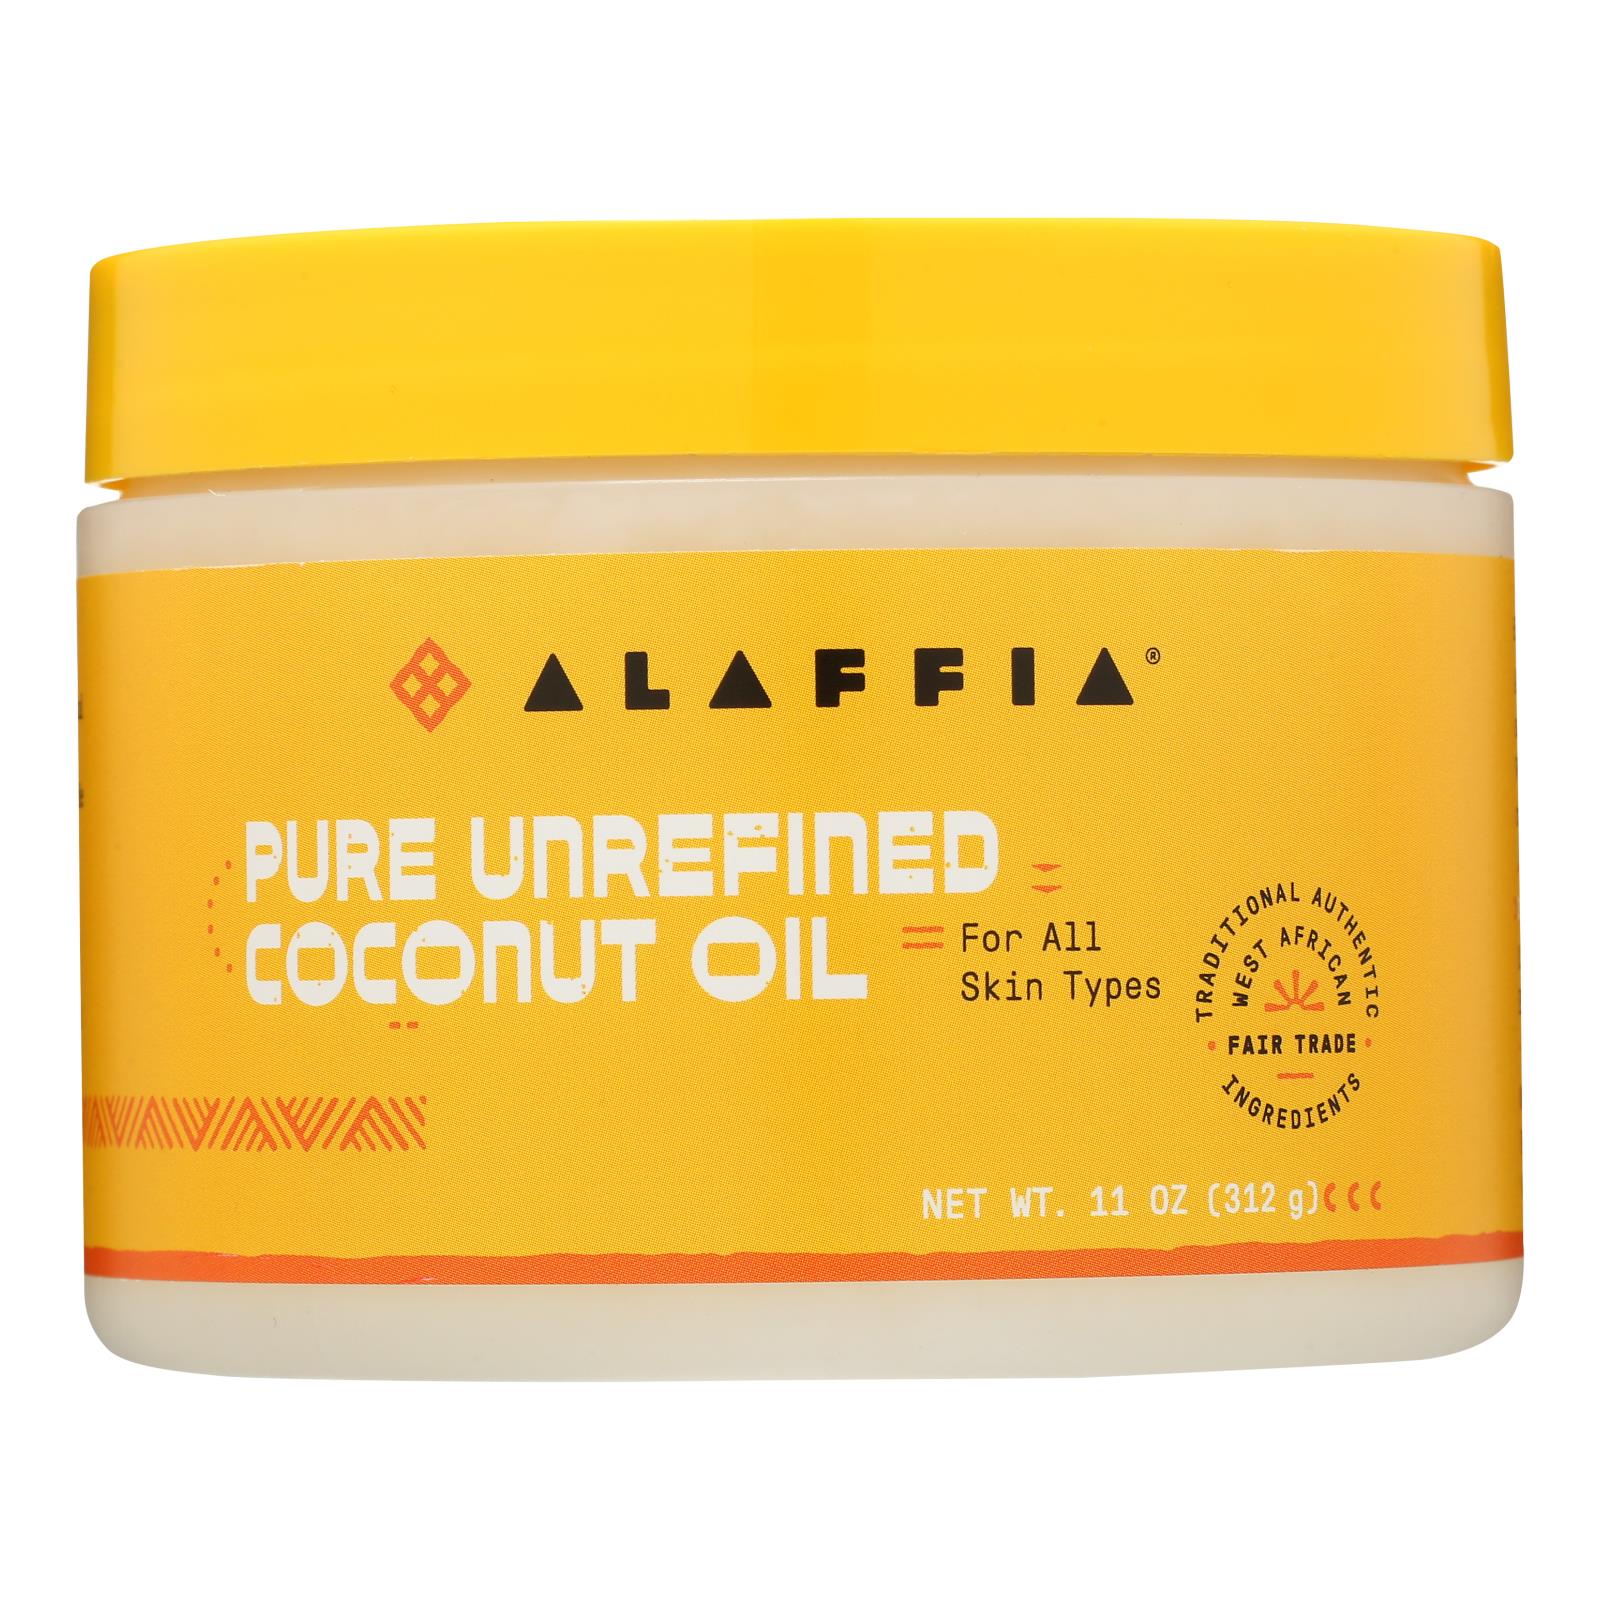 ALAFFIA®
PURE UNREFINED
COCONUT OIL
For All
Skin Types
TRADITIONAL AUTHENTIC
WEST AFRICAN
FAIR TRADE
INGREDIENTS
NET WT. 11 OZ (312 g)